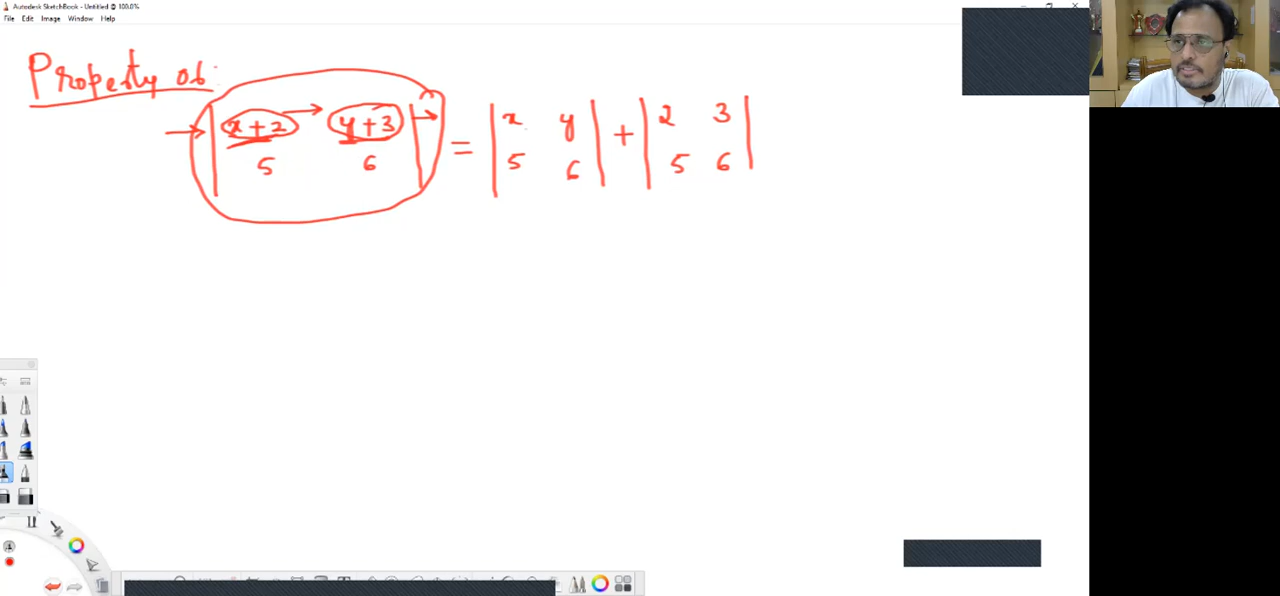 Autodesk SketchBook - Untitled @ 100.0%
File Edit Image Window Help
Property of:
| x+2 y+3 | = | x y | + | 2 3 |
| 5 6 | | 5 6 | | 5 6 |